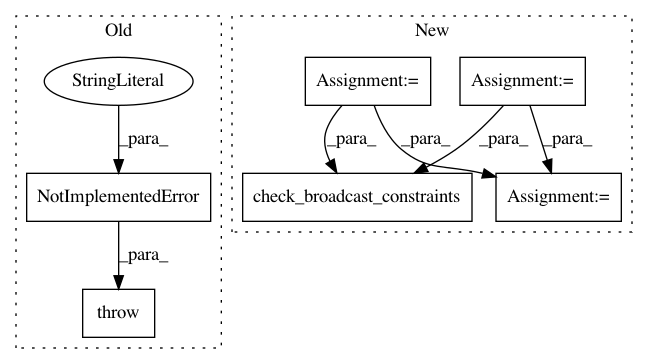 Old
New
StringLiteral
Assignment:=
Assignment:=
_para_
_para_
_para_
_para_
_para_
NotImplementedError
check_broadcast_constraints
Assignment:=
_para_
throw